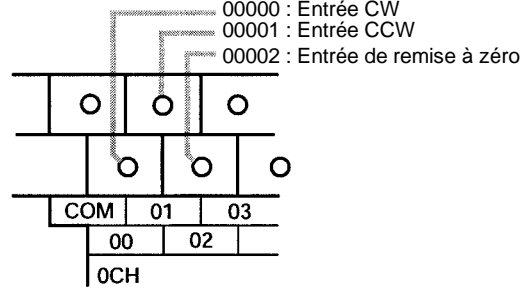 00000 : Entrée CW
00001 : Entrée CCW
00002 : Entrée de remise à zéro
COM 01 03
00 02
0CH